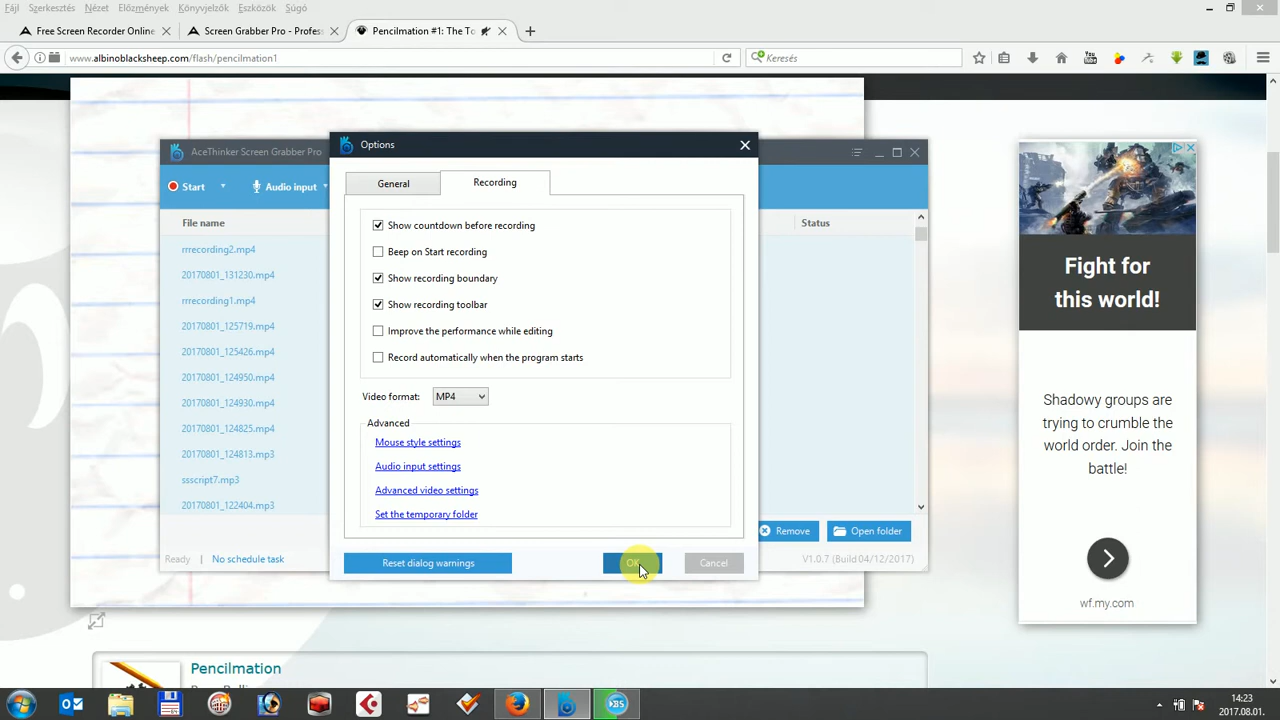 Fájl Szerkesztés Nézet Előzmények Könyvjelzők Eszközök Súgó
Free Screen Recorder Online
Screen Grabber Pro - Profess
Pencilmation #1: The To
www.albinoblacksheep.com/flash/pencilmation1
Keresés
AceThinker Screen Grabber Pro
Options
Start
Audio input
General
Recording
File name
Status
Show countdown before recording
rrrecording2.mp4
Beep on Start recording
20170801_131230.mp4
Show recording boundary
rrrecording1.mp4
Show recording toolbar
20170801_125719.mp4
Improve the performance while editing
20170801_125426.mp4
Record automatically when the program starts
20170801_124950.mp4
Video format: MP4
20170801_124930.mp4
Advanced
20170801_124825.mp4
Mouse style settings
20170801_124813.mp3
Audio input settings
ssscript7.mp3
Advanced video settings
20170801_122404.mp3
Set the temporary folder
Remove
Open folder
Ready
No schedule task
Reset dialog warnings
OK
Cancel
V1.0.7 (Build 04/12/2017)
Fight for
this world!
Shadowy groups are
trying to crumble the
world order. Join the
battle!
wf.my.com
Pencilmation
14:23
2017.08.01.